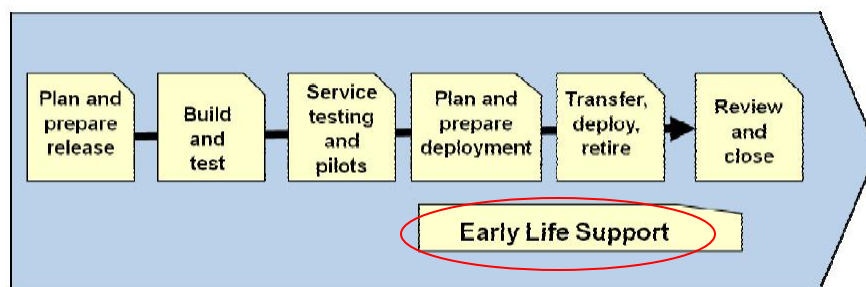 Plan and
prepare
release
Build
and
test
Service
testing
and
pilots
Plan and
prepare
deployment
Transfer,
deploy,
retire
Review
and
close
Early Life Support